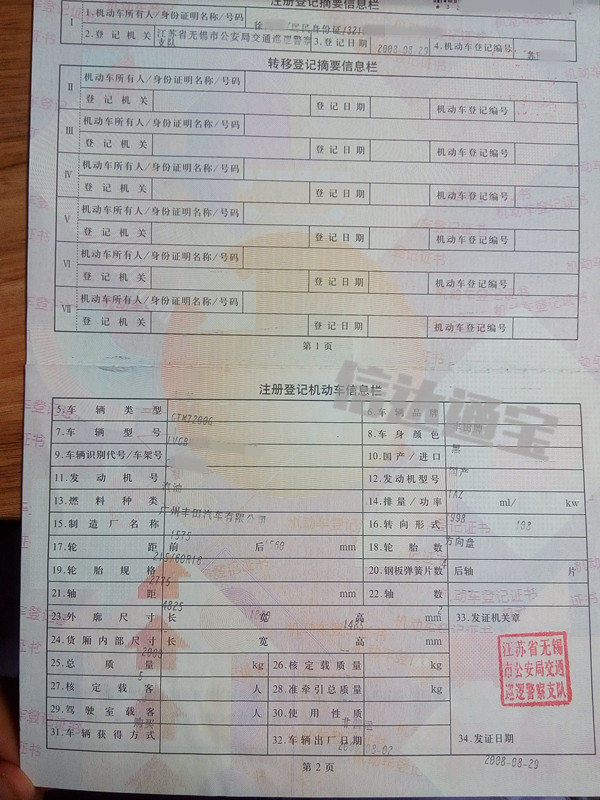 注册登记摘要信息栏
I 1.机动车所有人/身份证明名称/号码 徐 /居民身份证/321
2.登记机关 江苏省无锡市公安局交通巡逻警察支队 3.登记日期 2008-08-29 4.机动车登记编号
转移登记摘要信息栏
II 机动车所有人/身份证明名称/号码
登记机关 登记日期 机动车登记编号
III 机动车所有人/身份证明名称/号码
登记机关 登记日期 机动车登记编号
IV 机动车所有人/身份证明名称/号码
登记机关 登记日期 机动车登记编号
V 机动车所有人/身份证明名称/号码
登记机关 登记日期 机动车登记编号
VI 机动车所有人/身份证明名称/号码
登记机关 登记日期 机动车登记编号
VII 机动车所有人/身份证明名称/号码
登记机关 登记日期 机动车登记编号
第1页
注册登记机动车信息栏
信达通宝
5.车辆类型 6.车辆品牌
7.车辆型号 GTM7200G 8.车身颜色
9.车辆识别代号/车架号 LVGB 10.国产/进口 黑
11.发动机号 12.发动机型号 国产
13.燃料种类 汽油 14.排量/功率 1AZ ml/ kw
15.制造厂名称 广州丰田汽车有限公司 16.转向形式 1998 108
17.轮距 前 1575 后 1560 mm 18.轮胎数 方向盘
19.轮胎规格 215/60R16 20.钢板弹簧片数 后轴 片
21.轴距 2775 mm 22.轴数
23.外廓尺寸 长 4825 宽 高 1485 mm 2 33.发证机关章
24.货厢内部尺寸 长 宽 高 mm
25.总质量 kg 26.核定载质量 kg
江苏省无锡
市公安局交通
巡逻警察支队
27.核定载客 5 人 28.准牵引总质量 kg
29.驾驶室载客 人 30.使用性质
31.车辆获得方式 购买 32.车辆出厂日期 34.发证日期
2008-08-29
第2页